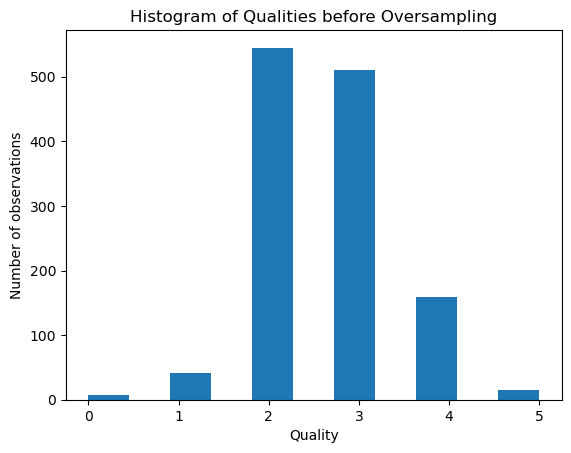 Histogram of Qualities before Oversampling
Number of observations
500
400
300
200
100
0
0 1 2 3 4 5
Quality